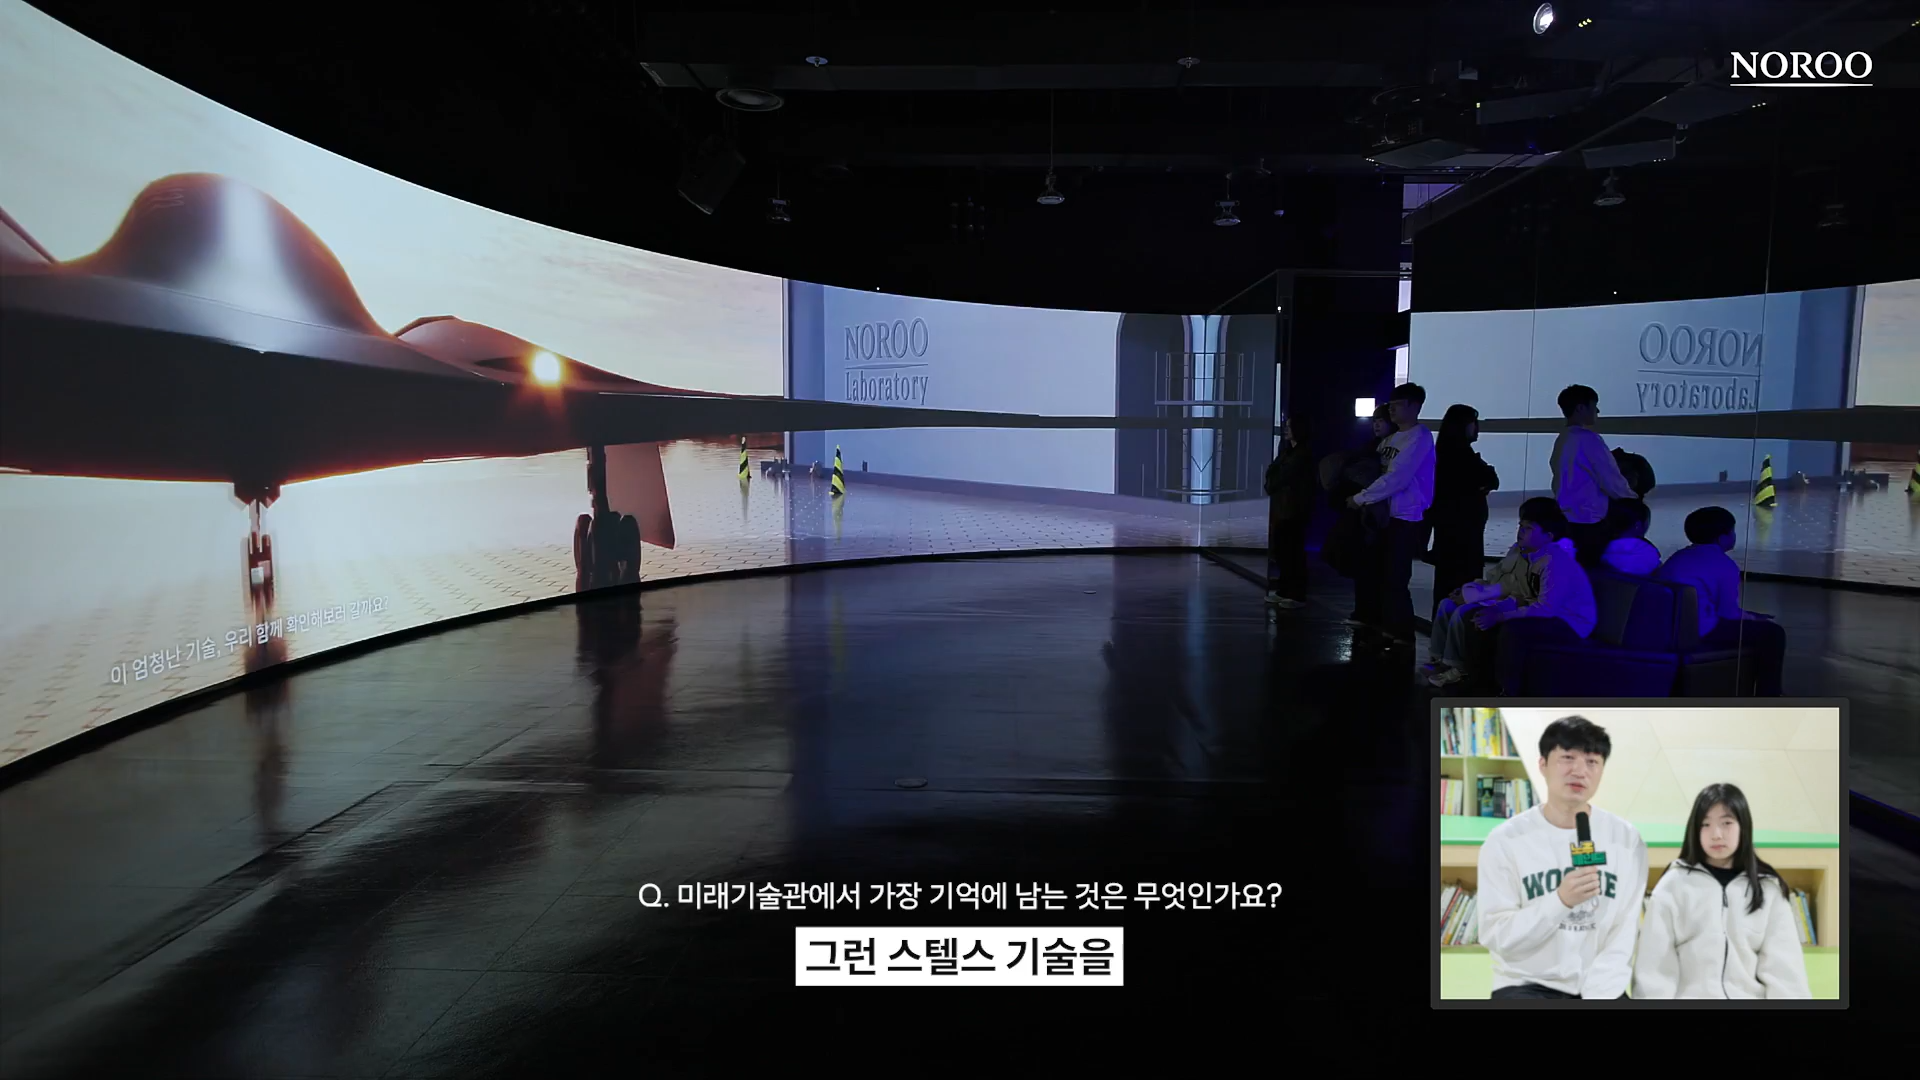 NOROO
NOROO
Laboratory
NOROO
Laboratory
이 엄청난 기술, 우리 함께 확인해보러 갈까요?
Q. 미래기술관에서 가장 기억에 남는 것은 무엇인가요?
그런 스텔스 기술을